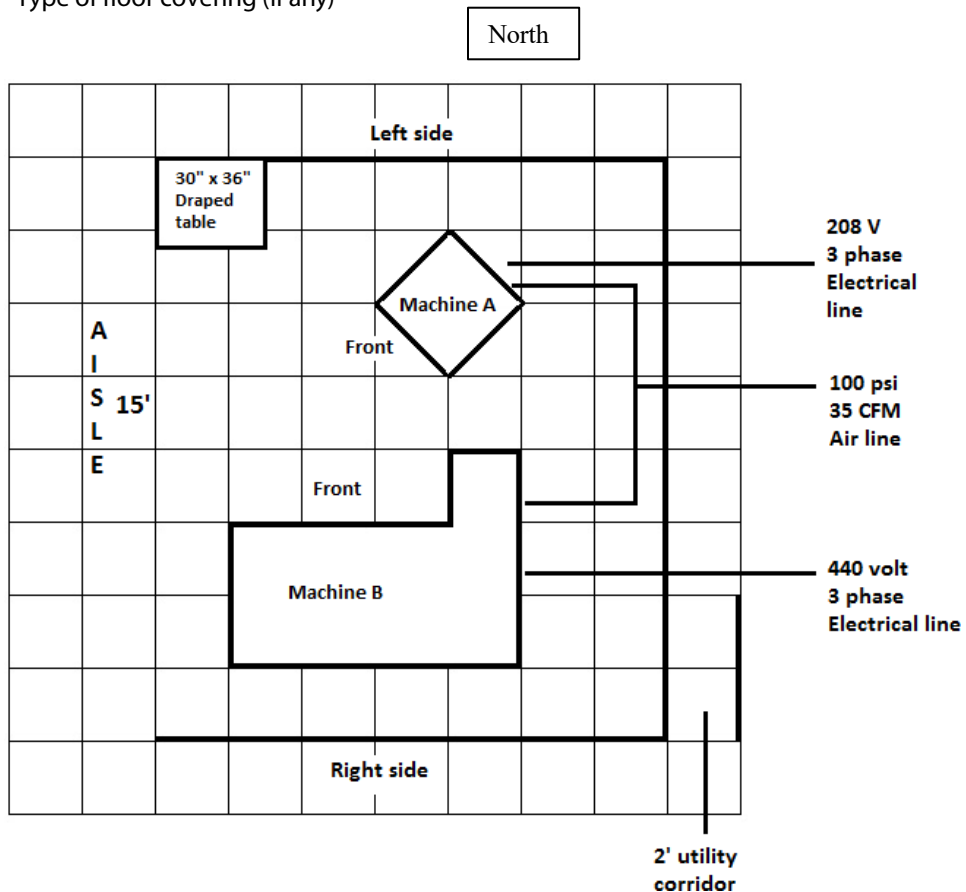 Type of floor covering (if any)
North
Left side
30" x 36"
Draped
table
208 V
3 phase
Electrical
line
Machine A
Front
A
I
S
L
E
15'
100 psi
35 CFM
Air line
Front
Machine B
440 volt
3 phase
Electrical line
Right side
2' utility
corridor